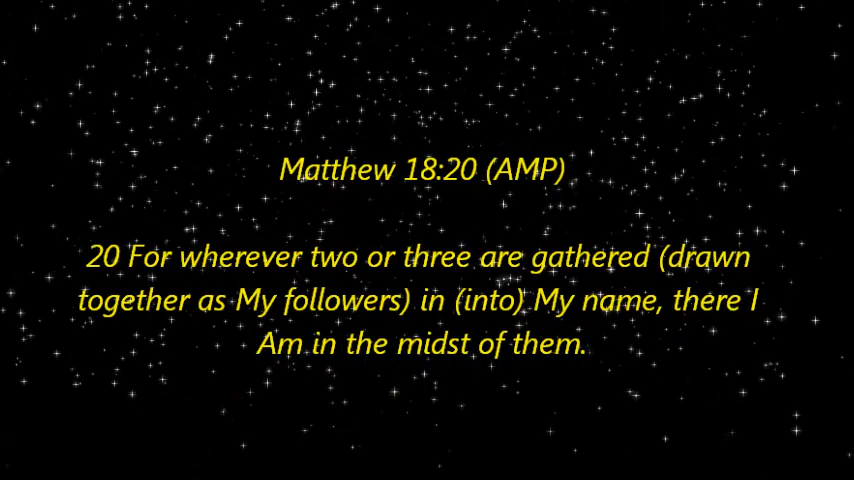 Matthew 18:20 (AMP)
20 For wherever two or three are gathered (drawn
together as My followers) in (into) My name, there I
Am in the midst of them.